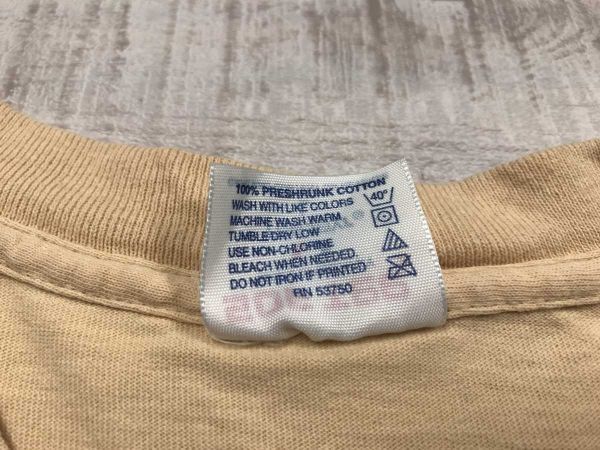 100% PRESHRUNK COTTON
WASH WITH LIKE COLORS
40°
MACHINE WASH WARM
TUMBLE DRY LOW
USE NON-CHLORINE
BLEACH WHEN NEEDED
DO NOT IRON IF PRINTED
RN 53750